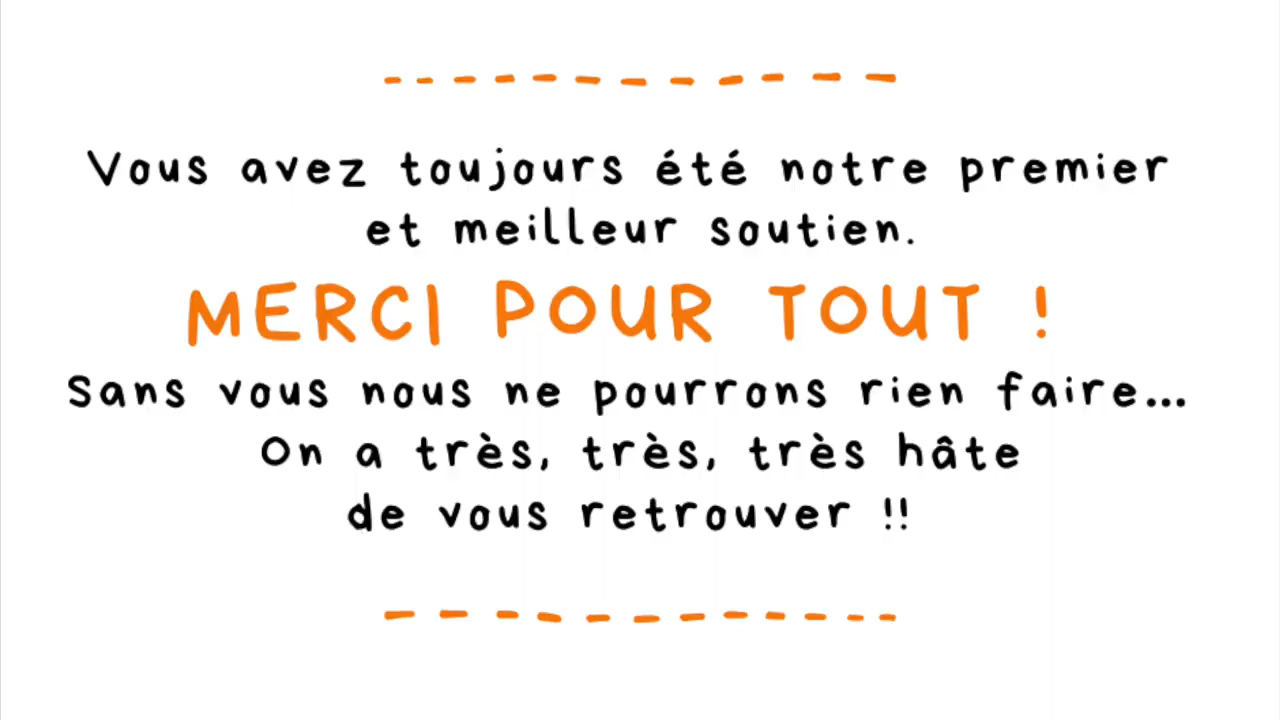 Vous avez toujours été notre premier
et meilleur soutien.
MERCI POUR TOUT !
Sans vous nous ne pourrons rien faire...
On a très, très, très hâte
de vous retrouver !!